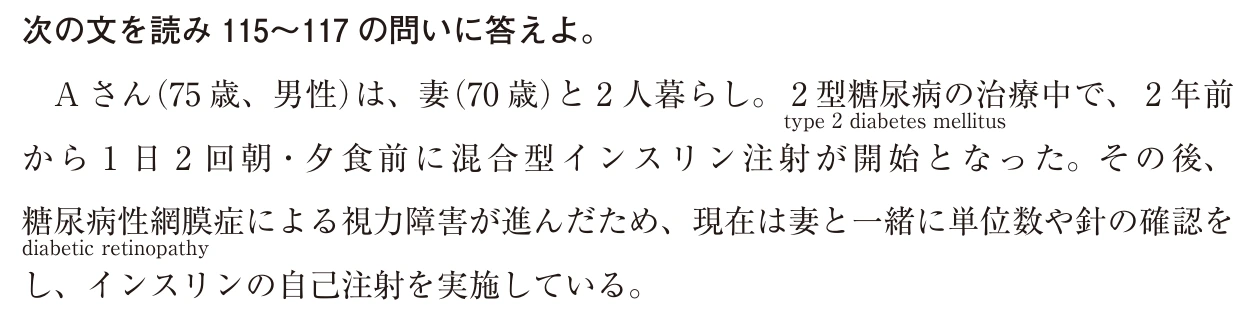 次の文を読み 115〜117 の問いに答えよ。
A さん(75 歳、男性)は、妻(70 歳)と 2 人暮らし。2 型糖尿病の治療中で、2 年前
type 2 diabetes mellitus
から 1 日 2 回朝・夕食前に混合型インスリン注射が開始となった。その後、
糖尿病性網膜症による視力障害が進んだため、現在は妻と一緒に単位数や針の確認を
diabetic retinopathy
し、インスリンの自己注射を実施している。